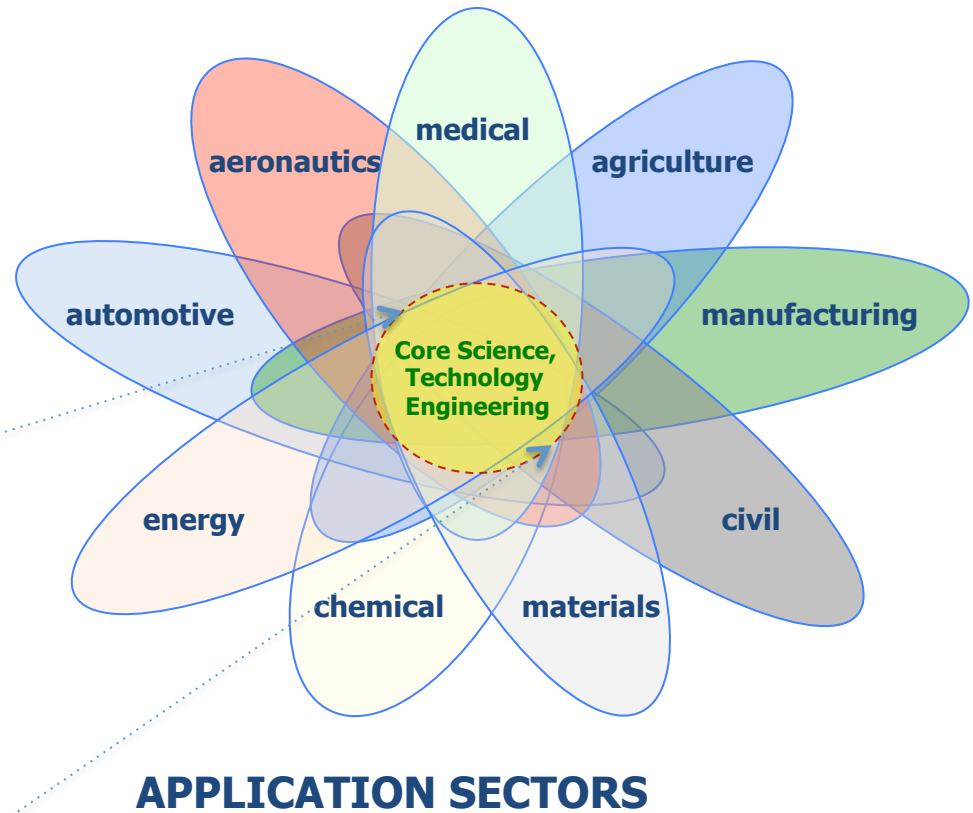 medical
aeronautics
agriculture
automotive
manufacturing
Core Science,
Technology
Engineering
energy
civil
chemical
materials
APPLICATION SECTORS